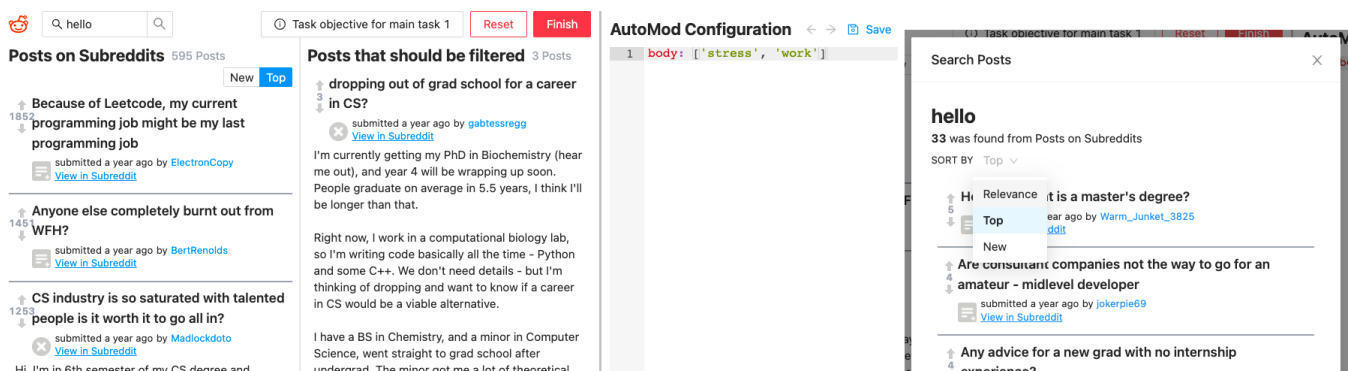 hello
Task objective for main task 1
Reset
Finish
Posts on Subreddits 595 Posts
New Top
1852
Because of Leetcode, my current
programming job might be my last
programming job
submitted a year ago by ElectronCopy
View in Subreddit
1451
Anyone else completely burnt out from
WFH?
submitted a year ago by BertRenolds
View in Subreddit
1253
CS industry is so saturated with talented
people is it worth it to go all in?
submitted a year ago by Madlockdoto
View in Subreddit
Hi, I'm in 6th semester of my CS degree and
Posts that should be filtered 3 Posts
3
dropping out of grad school for a career
in CS?
submitted a year ago by gabtessregg
View in Subreddit
I'm currently getting my PhD in Biochemistry (hear
me out), and year 4 will be wrapping up soon.
People graduate on average in 5.5 years, I think I'll
be longer than that.
Right now, I work in a computational biology lab,
so I'm writing code basically all the time - Python
and some C++. We don't need details - but I'm
thinking of dropping and want to know if a career
in CS would be a viable alternative.
I have a BS in Chemistry, and a minor in Computer
Science, went straight to grad school after
undergrad. The minor got me a lot of theoretical
AutoMod Configuration
Save
1 body: ['stress', 'work']
Task objective for main task 1
Reset
Finish
Search Posts
hello
33 was found from Posts on Subreddits
SORT BY Top
Relevance
Top
New
5
t is a master's degree?
ear ago by Warm_Junket_3825
ddit
4
Are consultant companies not the way to go for an
amateur - midlevel developer
submitted a year ago by jokerpie69
View in Subreddit
4
Any advice for a new grad with no internship
experience?